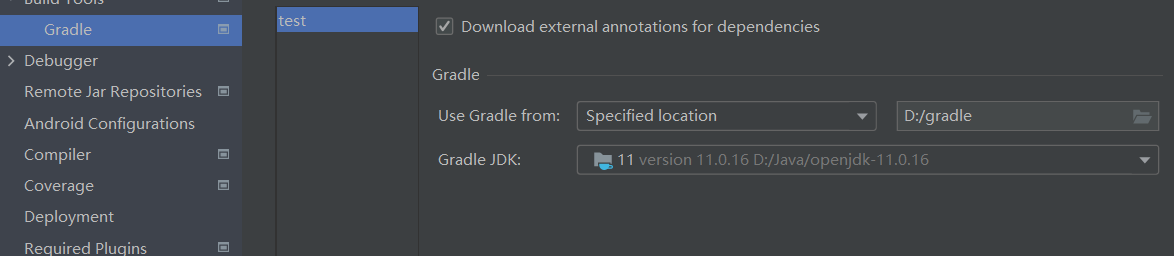 Build Tools
Gradle
Debugger
Remote Jar Repositories
Android Configurations
Compiler
Coverage
Deployment
Required Plugins
test
Download external annotations for dependencies
Gradle
Use Gradle from: Specified location D:/gradle
Gradle JDK: 11 version 11.0.16 D:/Java/openjdk-11.0.16